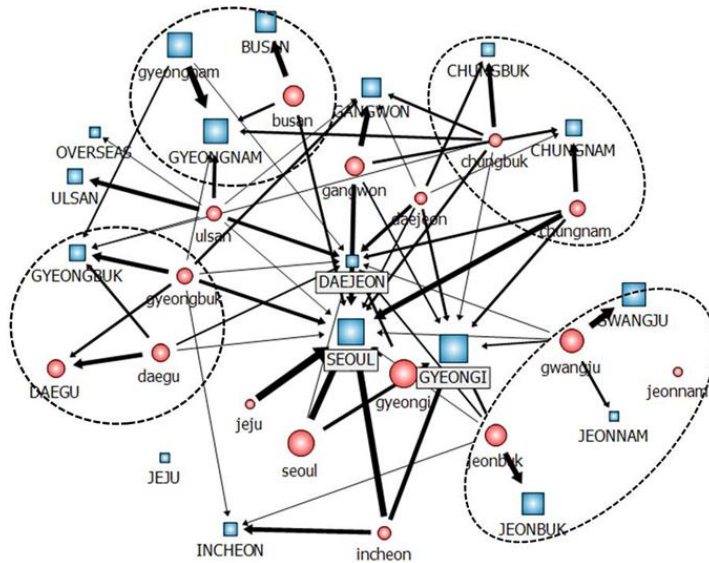 BUSAN
gyeongnam
CHUNGBUK
busan
GANGWON
OVERSEAS
GYEONGNAM
chungbuk
CHUNGNAM
gangwon
ULSAN
daejeon
ulsan
chungnam
GYEONGBUK
DAEJEON
gyeongbuk
GWANGJU
SEOUL
GYEONGI
gwangju
DAEGU
daegu
gyeongi
jeonnam
jeju
JEONNAM
seoul
jeonbuk
JEJU
JEONBUK
INCHEON
incheon